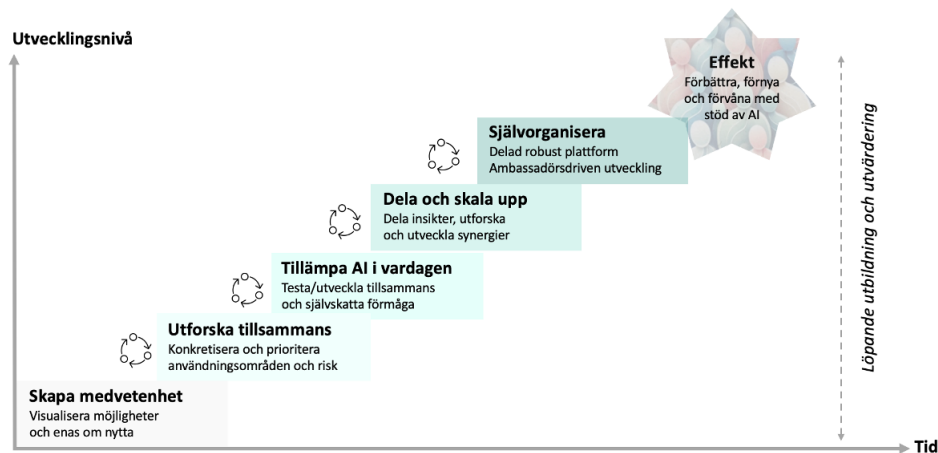 Utvecklingsnivå
Effekt
Förbättra, förnya
och förvåna med
stöd av AI
Självorganisera
Delad robust plattform
Ambassadörsdriven utveckling
Dela och skala upp
Dela insikter, utforska
och utveckla synergier
Tillämpa AI i vardagen
Testa/utveckla tillsammans
och självskatta förmåga
Utforska tillsammans
Konkretisera och prioritera
användningsområden och risk
Skapa medvetenhet
Visualisera möjligheter
och enas om nytta
Löpande utbildning och utvärdering
Tid